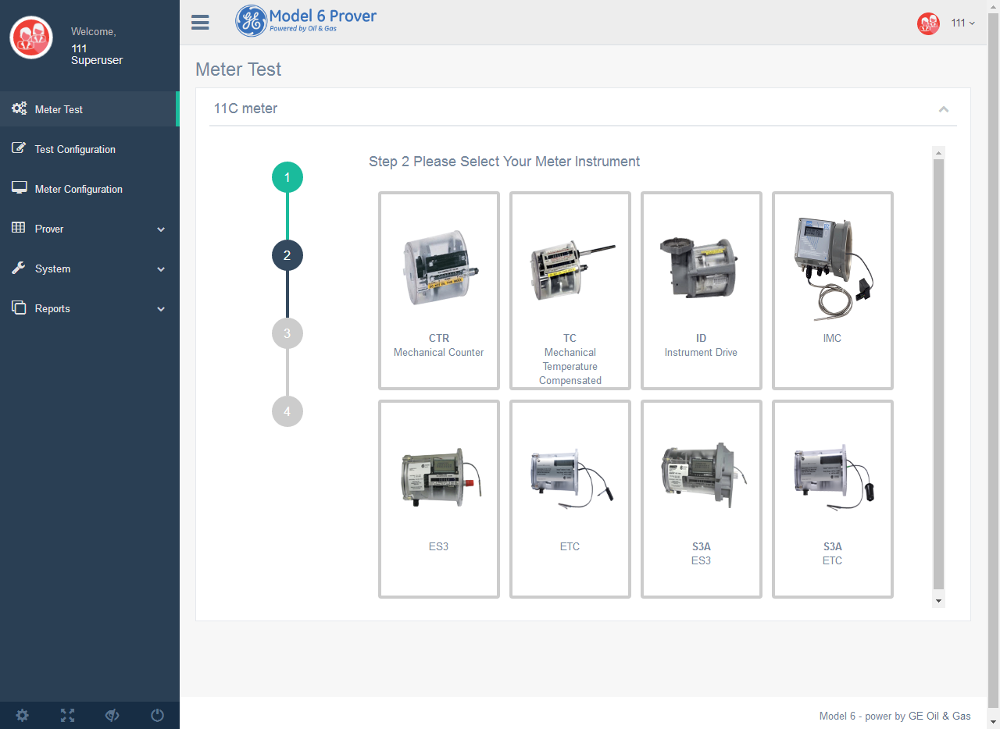 Welcome,
111
Superuser
Meter Test
Test Configuration
Meter Configuration
Prover
System
Reports
Model 6 Prover
Powered by Oil & Gas
111
Meter Test
11C meter
1
2
3
4
Step 2 Please Select Your Meter Instrument
CTR
Mechanical Counter
TC
Mechanical
Temperature
Compensated
ID
Instrument Drive
IMC
ES3
ETC
S3A
ES3
S3A
ETC
Model 6 - power by GE Oil & Gas